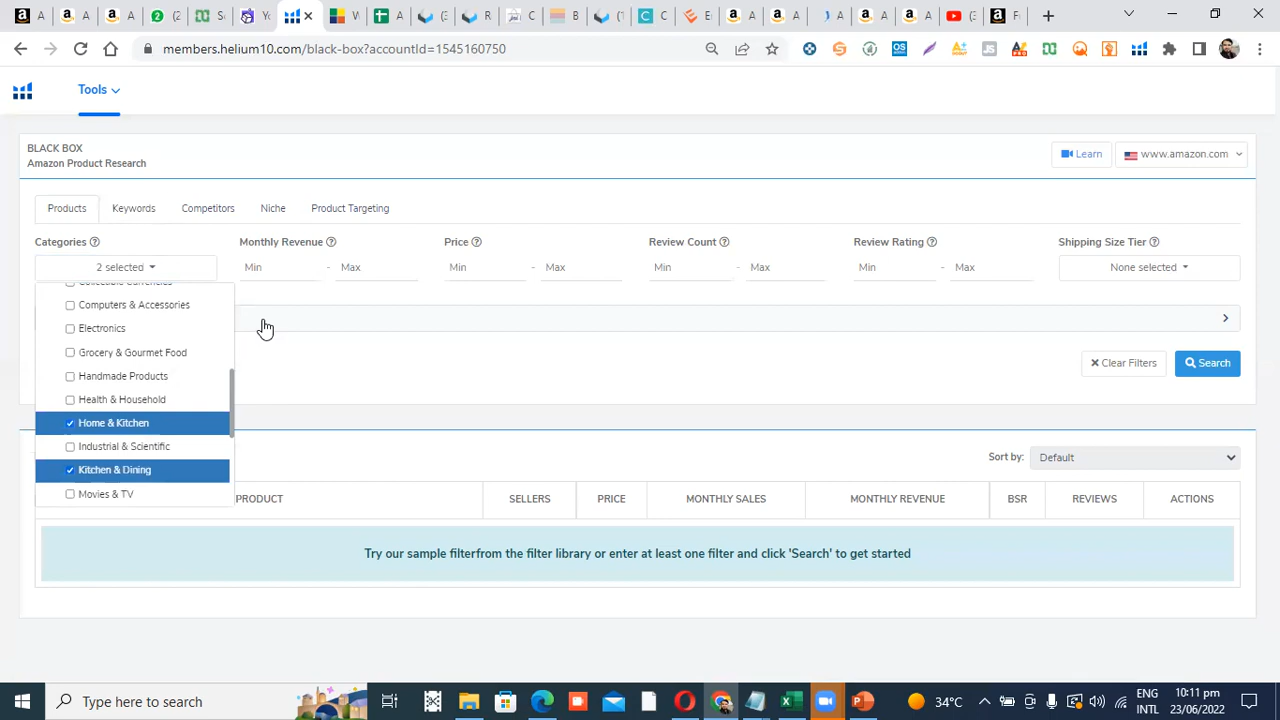 members.helium10.com/black-box?accountId=1545160750
Tools
BLACK BOX
Amazon Product Research
Learn
www.amazon.com
Products
Keywords
Competitors
Niche
Product Targeting
Categories
Monthly Revenue
Price
Review Count
Review Rating
Shipping Size Tier
2 selected
Min - Max
Min - Max
Min - Max
Min - Max
None selected
Collectable Currencies
Computers & Accessories
Electronics
Grocery & Gourmet Food
Handmade Products
Health & Household
Home & Kitchen
Industrial & Scientific
Kitchen & Dining
Movies & TV
Clear Filters
Search
Sort by: Default
PRODUCT
SELLERS
PRICE
MONTHLY SALES
MONTHLY REVENUE
BSR
REVIEWS
ACTIONS
Try our sample filterfrom the filter library or enter at least one filter and click 'Search' to get started
Type here to search
34°C
ENG
INTL
10:11 pm
23/06/2022